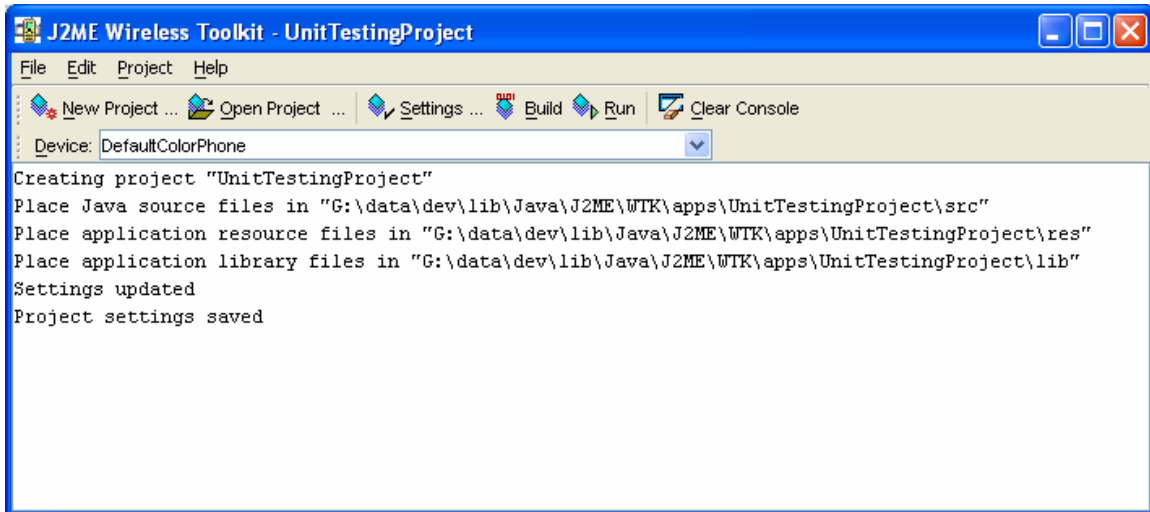 J2ME Wireless Toolkit - UnitTestingProject
File Edit Project Help
New Project ... Open Project ... Settings ... Build Run Clear Console
Device: DefaultColorPhone
Creating project "UnitTestingProject"
Place Java source files in "G:\data\dev\lib\Java\J2ME\WTK\apps\UnitTestingProject\src"
Place application resource files in "G:\data\dev\lib\Java\J2ME\WTK\apps\UnitTestingProject\res"
Place application library files in "G:\data\dev\lib\Java\J2ME\WTK\apps\UnitTestingProject\lib"
Settings updated
Project settings saved